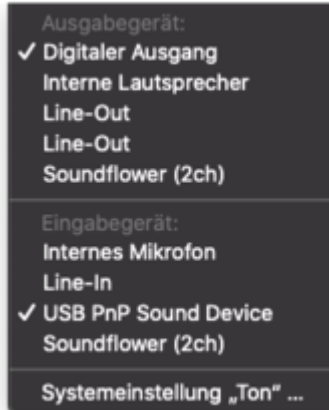 Ausgabegerät:
✓ Digitaler Ausgang
Interne Lautsprecher
Line-Out
Line-Out
Soundflower (2ch)
Eingabegerät:
Internes Mikrofon
Line-In
✓ USB PnP Sound Device
Soundflower (2ch)
Systemeinstellung „Ton“ ...